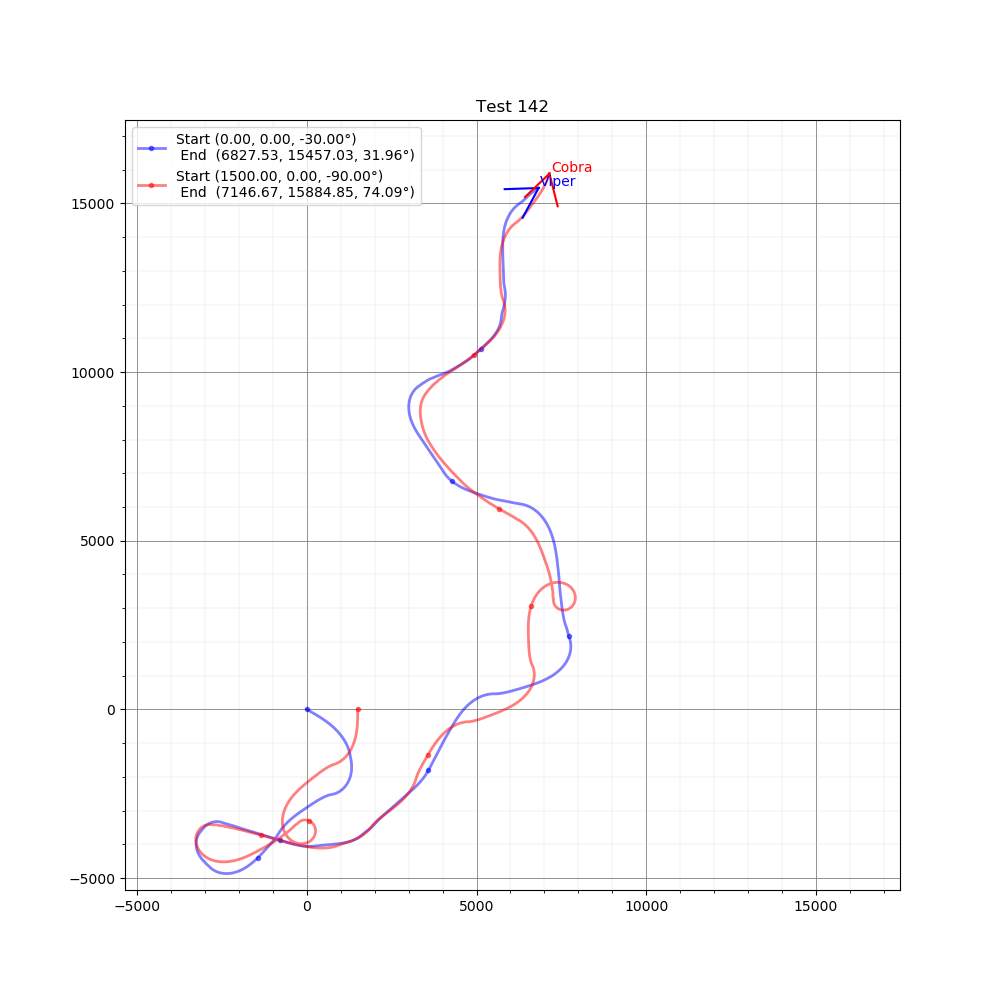 Test 142
Start (0.00, 0.00, -30.00°)
End (6827.53, 15457.03, 31.96°)
Start (1500.00, 0.00, -90.00°)
End (7146.67, 15884.85, 74.09°)
Cobra
Viper
15000
10000
5000
0
−5000
−5000 0 5000 10000 15000